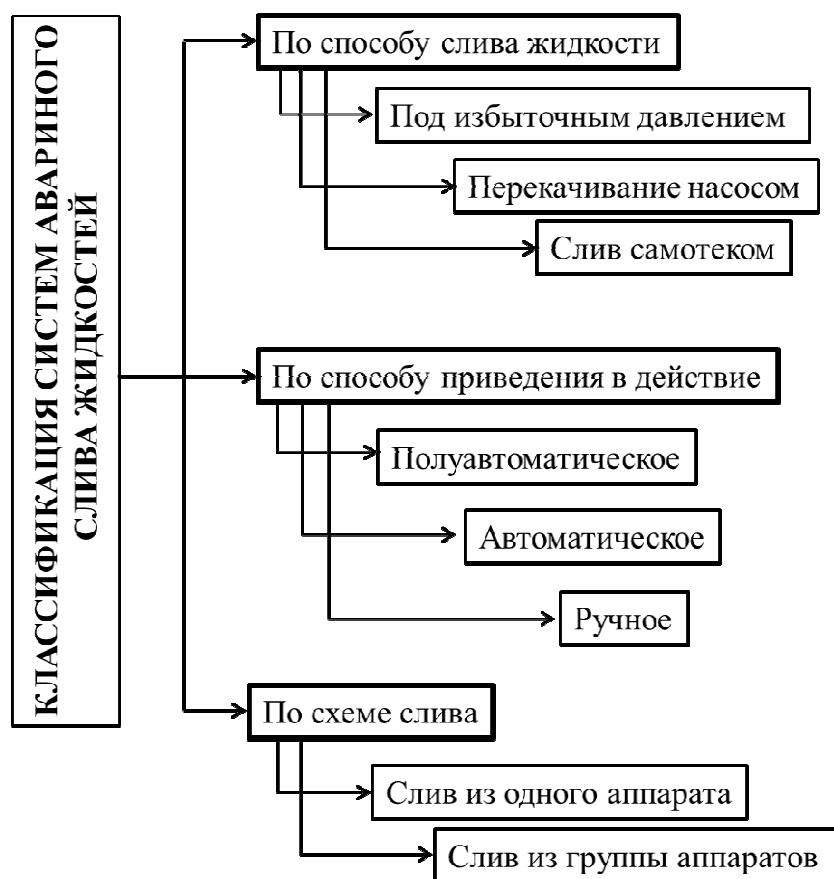 КЛАССИФИКАЦИЯ СИСТЕМ АВАРИНОГО
СЛИВА ЖИДКОСТЕЙ
По способу слива жидкости
Под избыточным давлением
Перекачивание насосом
Слив самотеком
По способу приведения в действие
Полуавтоматическое
Автоматическое
Ручное
По схеме слива
Слив из одного аппарата
Слив из группы аппаратов